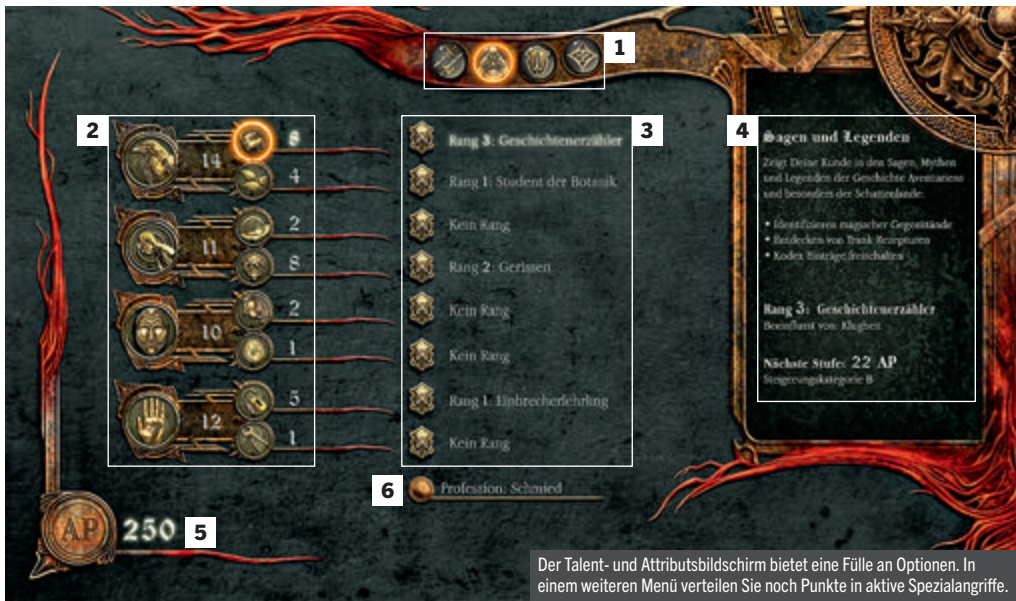 1
2
14
8
4
11
2
8
10
2
1
12
5
1
3
Rang 3: Geschichtenerzähler
Rang 1: Student der Botanik
Kein Rang
Rang 2: Gerissen
Kein Rang
Kein Rang
Rang 1: Einbrecherlehrling
Kein Rang
4
Sagen und Legenden
Zeigt Deine Kunde in den Sagen, Mythen
und Legenden der Geschichte Aventuriens
und besonders der Schattenlande.
• Identifizieren magischer Gegenstände
• Entdecken von Trank Rezepturen
• Kodex Einträge freischalten
Rang 3: Geschichtenerzähler
Beeinflusst von: Klugheit
Nächste Stufe: 22 AP
Steigerungskategorie B
6
Profession: Schmied
AP 250
5
Der Talent- und Attributsbildschirm bietet eine Fülle an Optionen. In
einem weiteren Menü verteilen Sie noch Punkte in aktive Spezialangriffe.